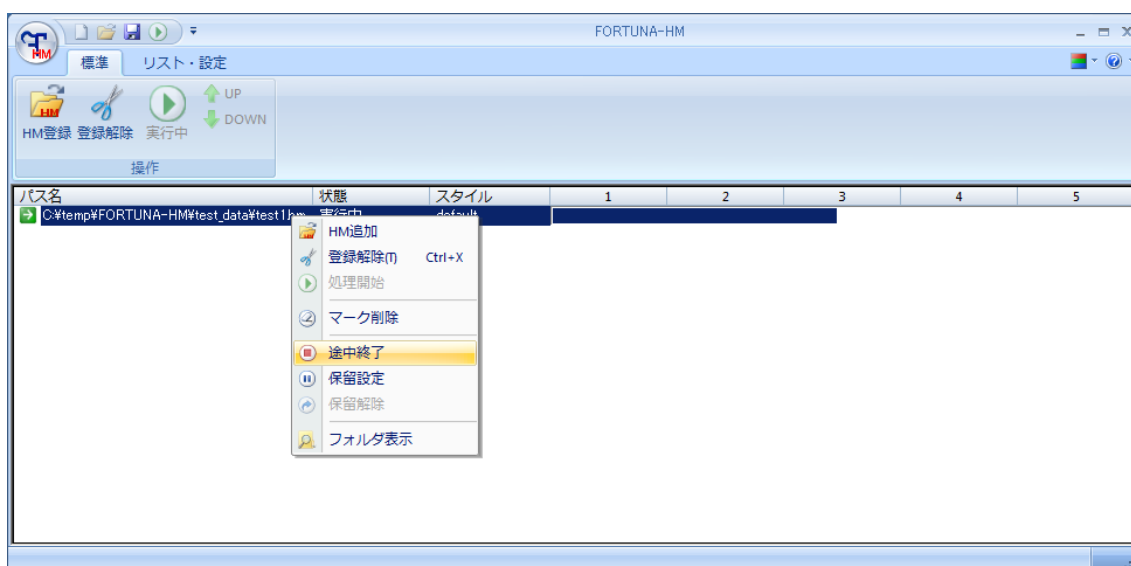 FORTUNA-HM
HM
標準 リスト・設定
HM
UP
DOWN
HM登録 登録解除 実行中
操作
パス名 状態 スタイル 1 2 3 4 5
C:¥temp¥FORTUNA-HM¥test_data¥test1.hm 実行中 default
HM追加
登録解除(T) Ctrl+X
処理開始
マーク削除
途中終了
保留設定
保留解除
フォルダ表示